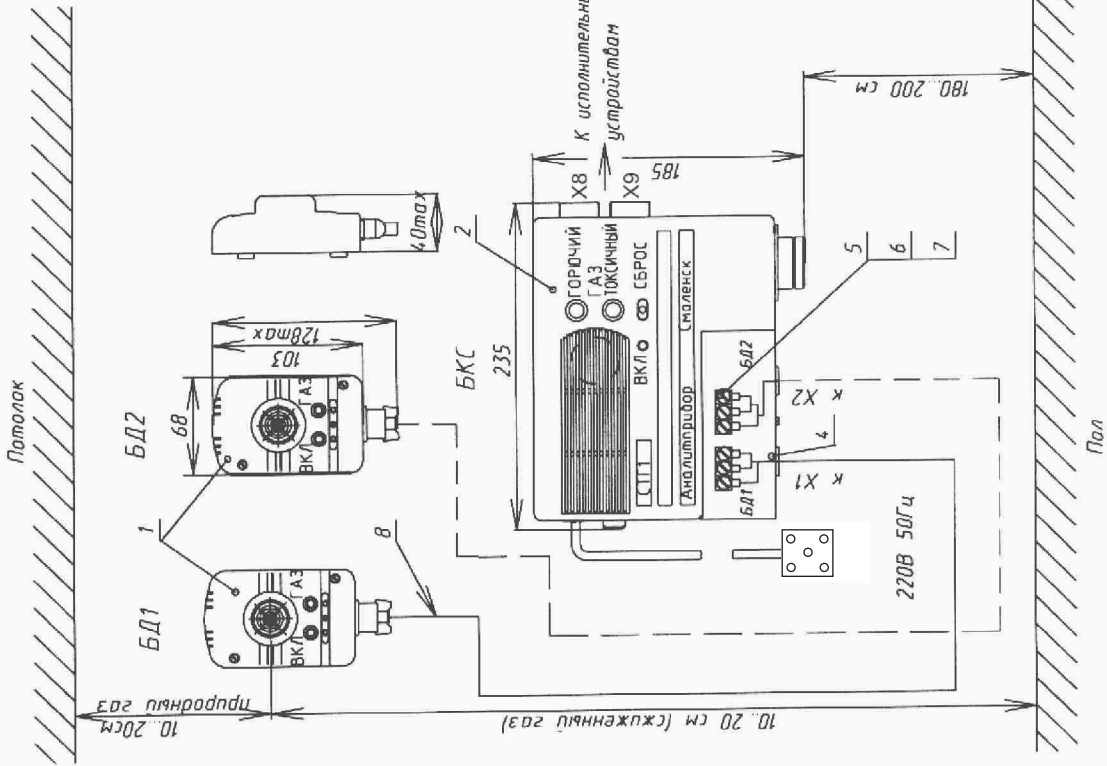 Потолок
природный газ
10...20см
БД1
ВКЛ
ГАЗ
1
8
БД2
68
103
128max
ВКЛ
ГАЗ
40max
БКС
235
2
185
X8
X9
К исполнительны
устройствам
ГОРЮЧИЙ
ГАЗ
ТОКСИЧНЫЙ
ВКЛ
СБРОС
СТГ1
Аналитприбор
Смоленск
БД1
БД2
к X1
к X2
4
5
6
7
220В 50Гц
180...200 см
10...20 см (сжиженный газ)
Пол